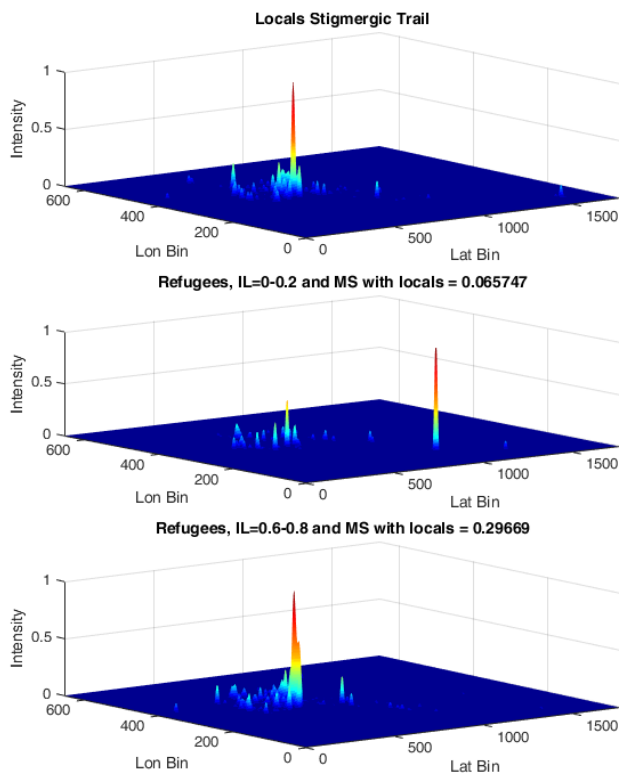 Locals Stigmergic Trail
1
0.5
0
Intensity
600
400
200
0
Lon Bin
0
500
1000
1500
Lat Bin
Refugees, IL=0-0.2 and MS with locals = 0.065747
1
0.5
0
Intensity
600
400
200
0
Lon Bin
0
500
1000
1500
Lat Bin
Refugees, IL=0.6-0.8 and MS with locals = 0.29669
1
0.5
0
Intensity
600
400
200
0
Lon Bin
0
500
1000
1500
Lat Bin